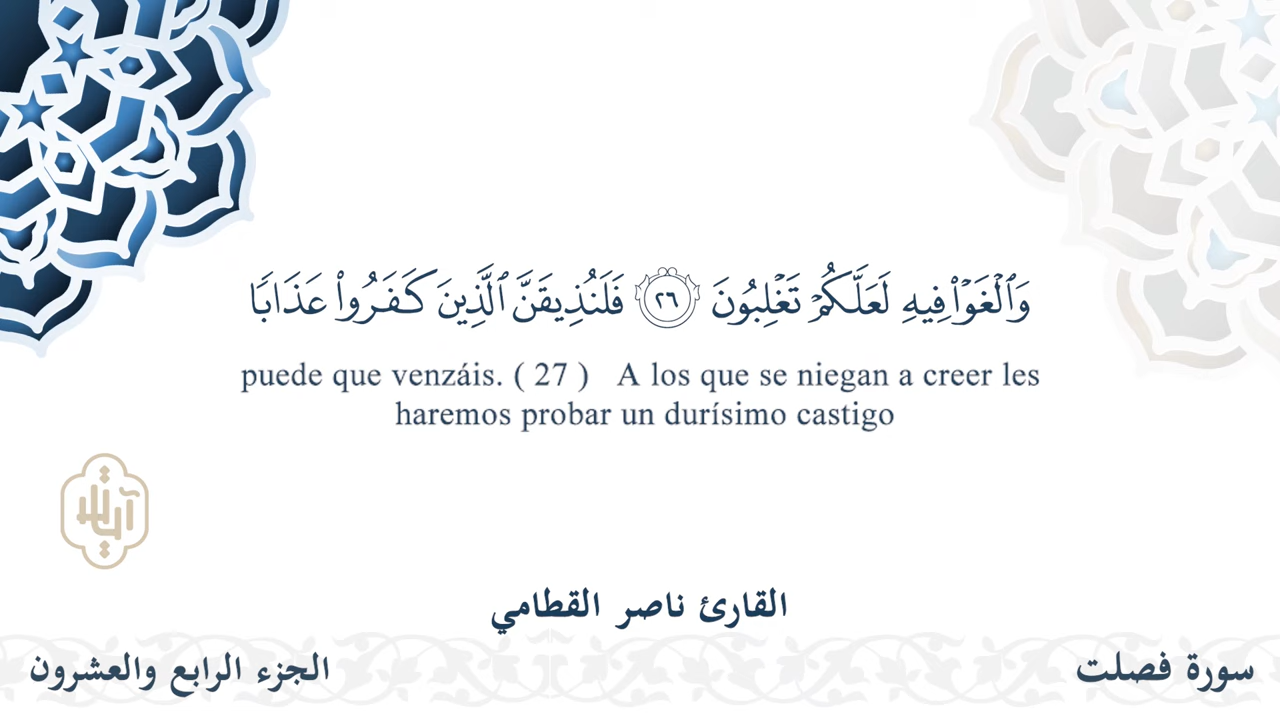 وَٱلْغَوْا۟ فِيهِ لَعَلَّكُمْ تَغْلِبُونَ ٢٦ فَلَنُذِيقَنَّ ٱلَّذِينَ كَفَرُوا۟ عَذَابًا
puede que venzáis. ( 27 ) A los que se niegan a creer les
haremos probar un durísimo castigo
القارئ ناصر القطامي
سورة فصلت
الجزء الرابع والعشرون